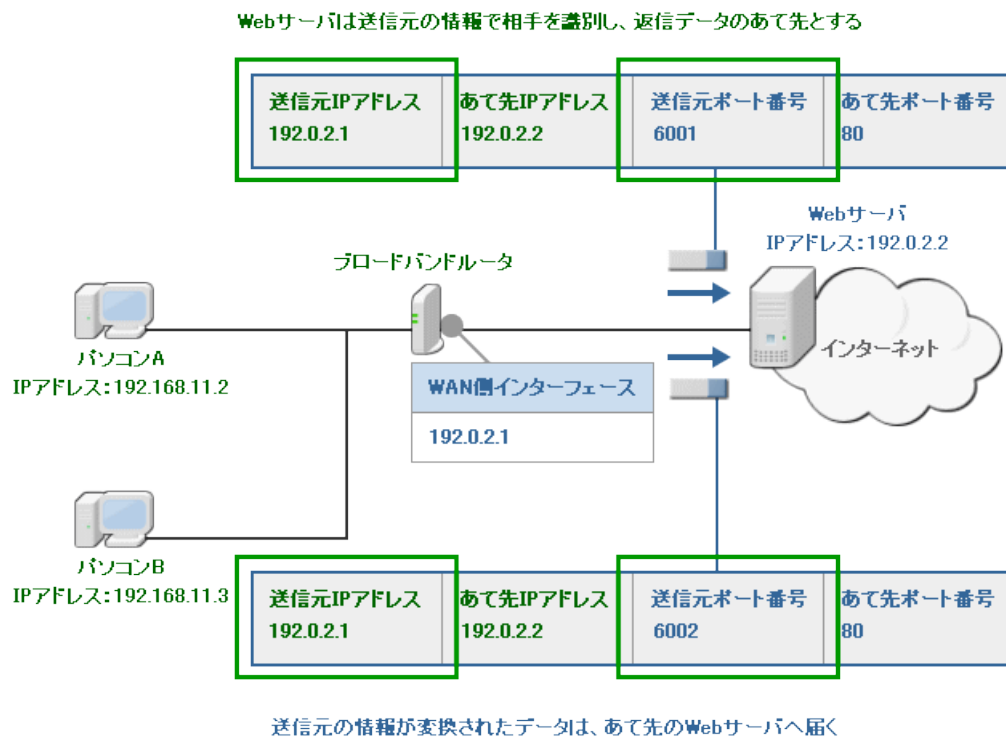 Webサーバは送信元の情報で相手を識別し、返信データのあて先とする
送信元IPアドレス
192.0.2.1
あて先IPアドレス
192.0.2.2
送信元ポート番号
6001
あて先ポート番号
80
Webサーバ
IPアドレス:192.0.2.2
ブロードバンドルータ
パソコンA
IPアドレス:192.168.11.2
インターネット
WAN側インターフェース
192.0.2.1
パソコンB
IPアドレス:192.168.11.3
送信元IPアドレス
192.0.2.1
あて先IPアドレス
192.0.2.2
送信元ポート番号
6002
あて先ポート番号
80
送信元の情報が変換されたデータは、あて先のWebサーバへ届く